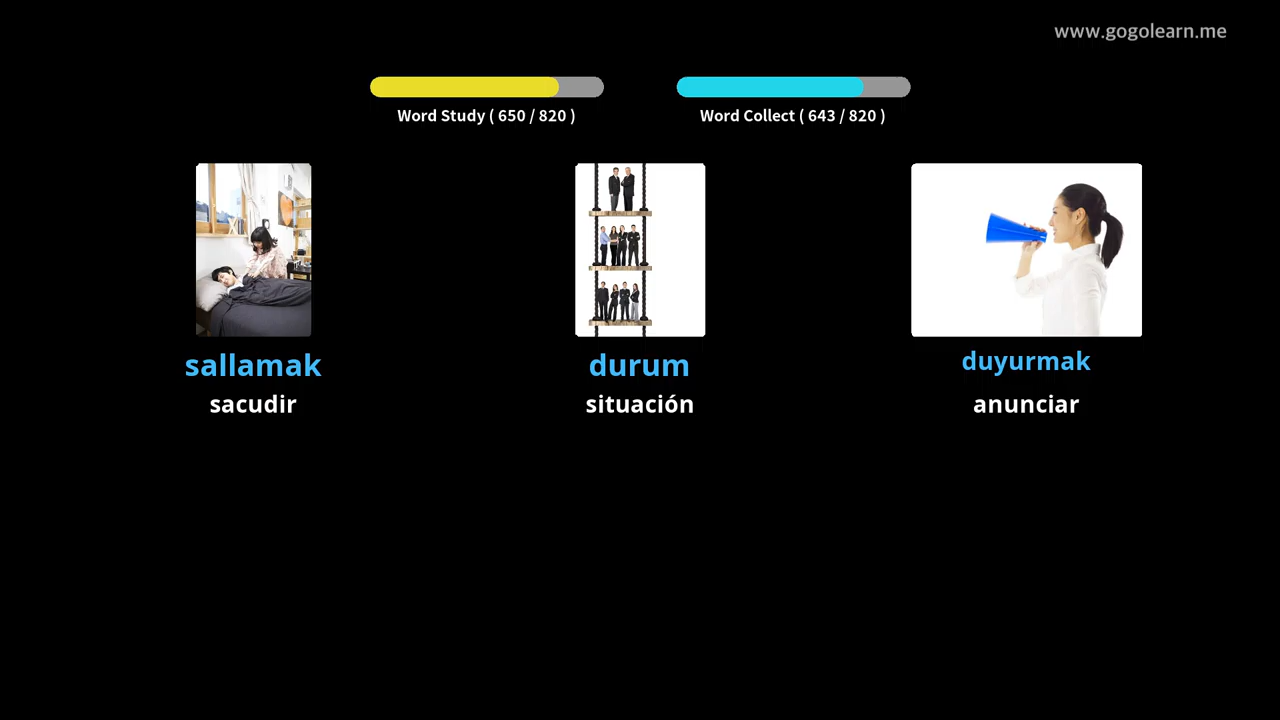 www.gogolearn.me
Word Study ( 650 / 820 )
Word Collect ( 643 / 820 )
sallamak
sacudir
durum
situación
duyurmak
anunciar